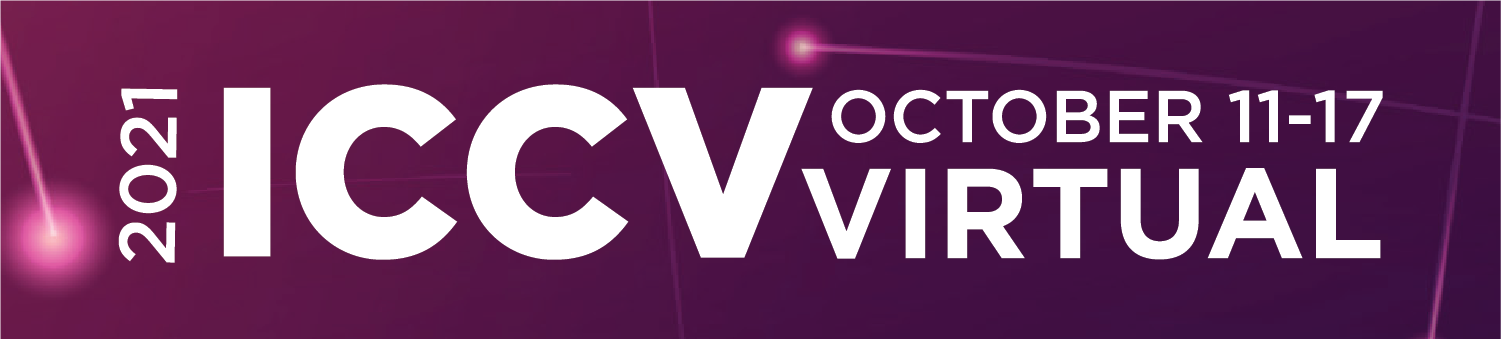 2021
ICCV
OCTOBER 11-17
VIRTUAL